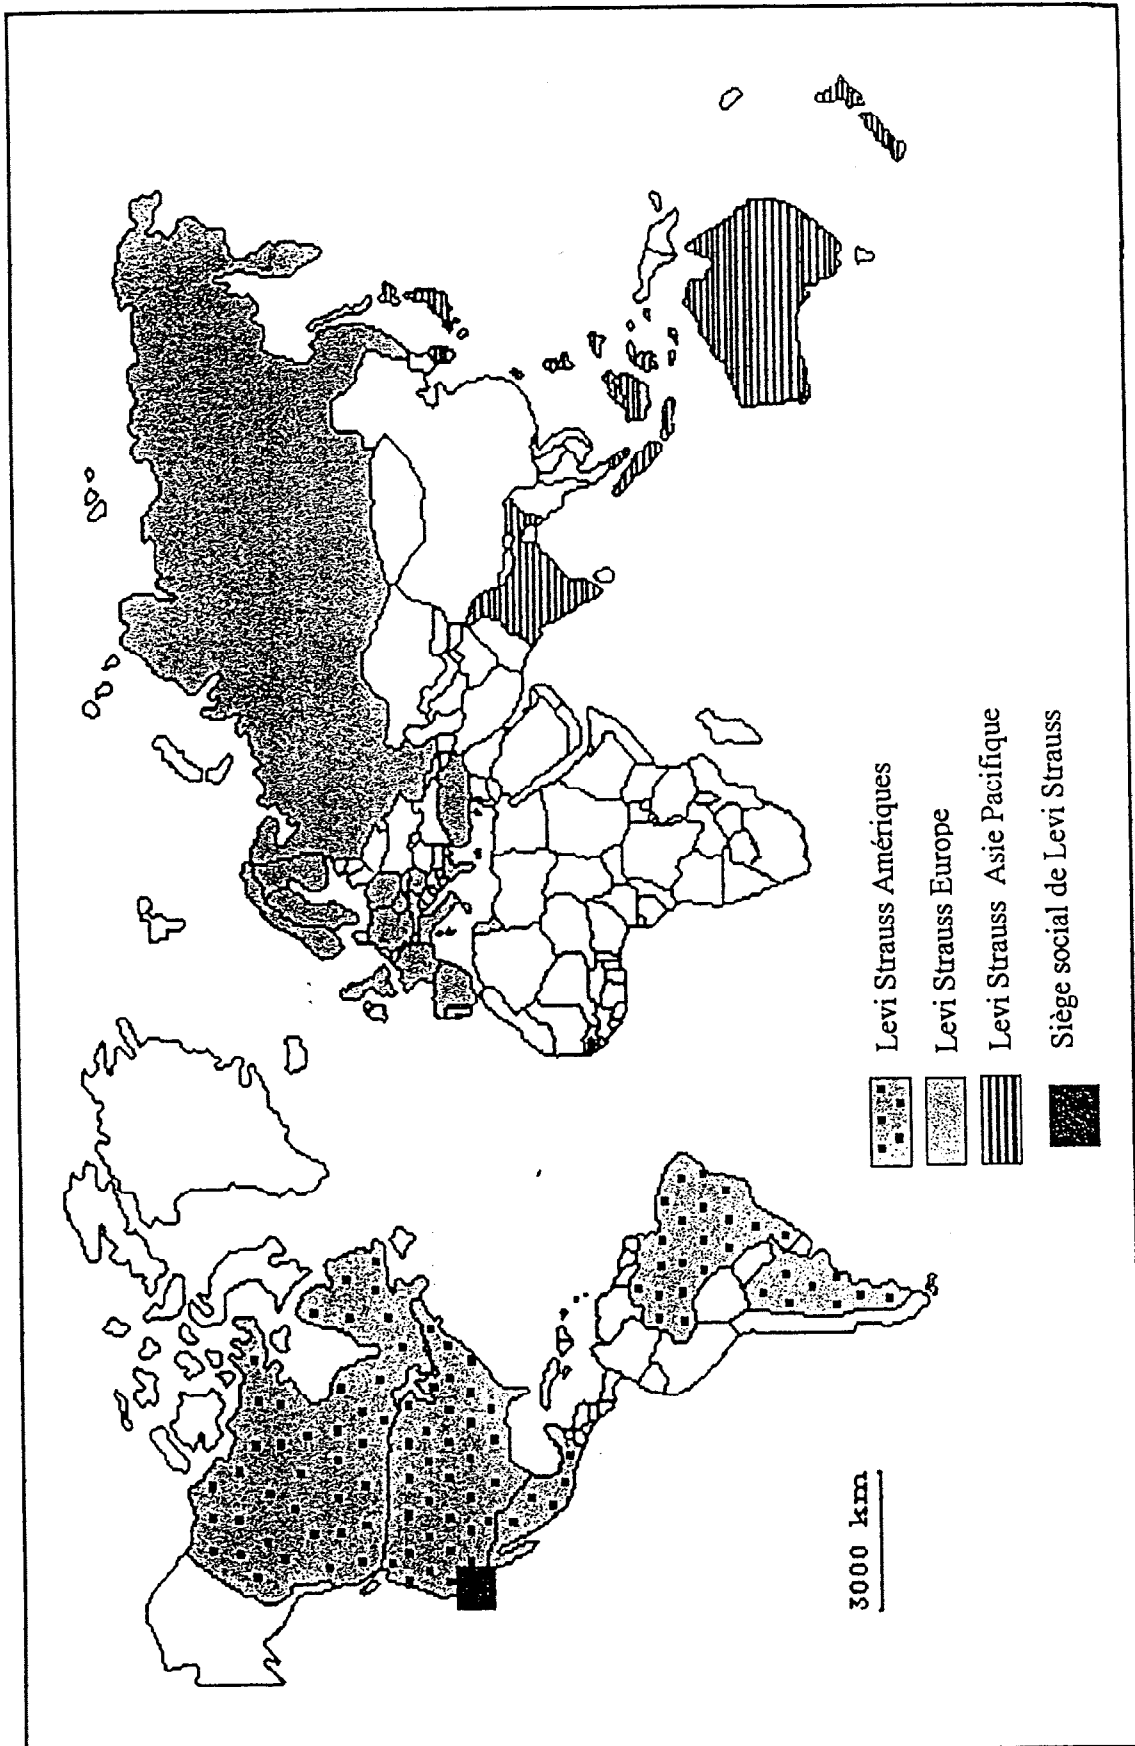 Levi Strauss Amériques
Levi Strauss Europe
Levi Strauss Asie Pacifique
Siège social de Levi Strauss
3000 km